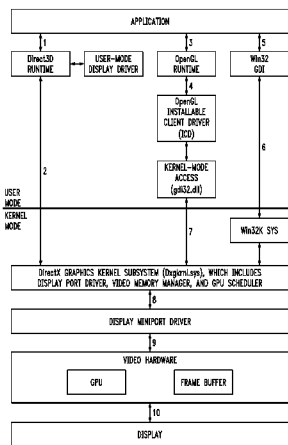 APPLICATION
1
3
5
Direct3D
RUNTIME
USER-MODE
DISPLAY DRIVER
OpenGL
RUNTIME
Win32
GDI
4
OpenGL
INSTALLABLE
CLIENT DRIVER
(ICD)
2
6
KERNEL-MODE
ACCESS
(gdi32.dll)
USER
MODE
KERNEL
MODE
7
Win32K SYS
DirectX GRAPHICS KERNEL SUBSYSTEM (Dxgkrnl.sys), WHICH INCLUDES
DISPLAY PORT DRIVER, VIDEO MEMORY MANAGER, AND GPU SCHEDULER
8
DISPLAY MINIPORT DRIVER
9
VIDEO HARDWARE
GPU
FRAME BUFFER
10
DISPLAY